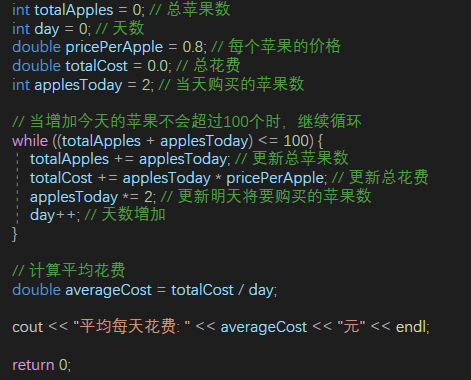 int totalApples = 0; // 总苹果数
int day = 0; // 天数
double pricePerApple = 0.8; // 每个苹果的价格
double totalCost = 0.0; // 总花费
int applesToday = 2; // 当天购买的苹果数
// 当增加今天的苹果不会超过100个时，继续循环
while ((totalApples + applesToday) <= 100) {
totalApples += applesToday; // 更新总苹果数
totalCost += applesToday * pricePerApple; // 更新总花费
applesToday *= 2; // 更新明天将要购买的苹果数
day++; // 天数增加
}
// 计算平均花费
double averageCost = totalCost / day;
cout << "平均每天花费: " << averageCost << "元" << endl;
return 0;